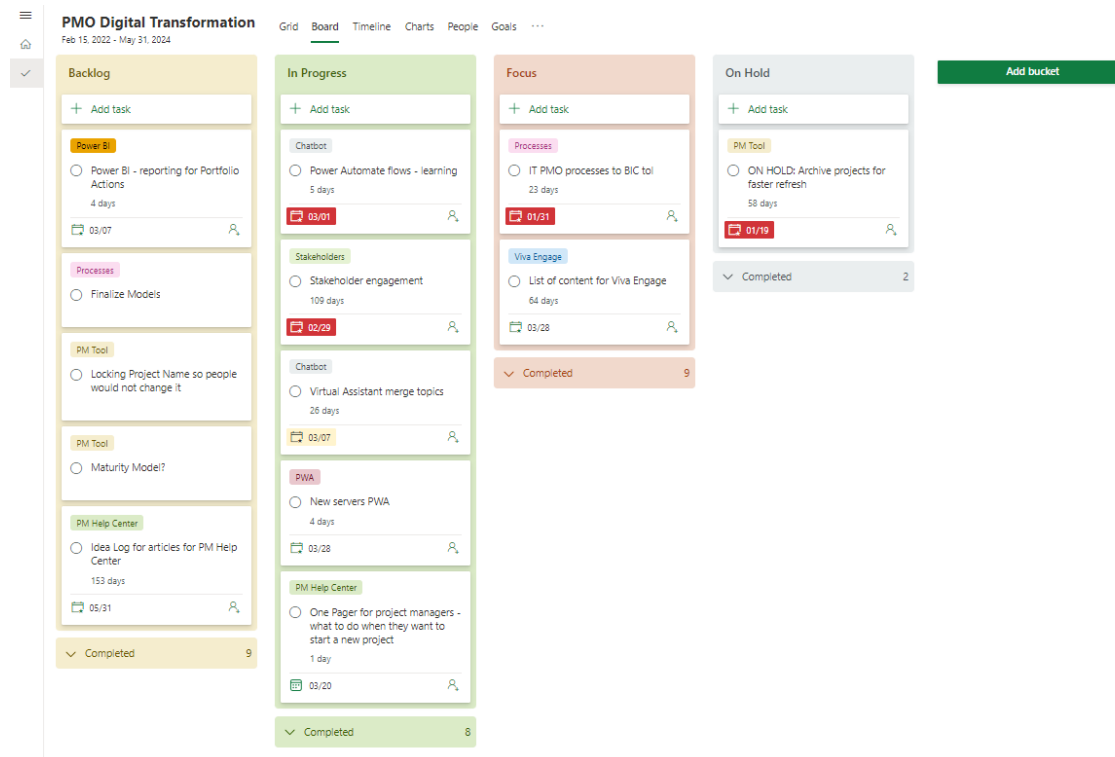 PMO Digital Transformation
Feb 15, 2022 - May 31, 2024
Grid Board Timeline Charts People Goals ···
Backlog
Add task
Power BI
Power BI - reporting for Portfolio
Actions
4 days
03/07
Processes
Finalize Models
PM Tool
Locking Project Name so people
would not change it
PM Tool
Maturity Model?
PM Help Center
Idea Log for articles for PM Help
Center
153 days
05/31
Completed 9
In Progress
Add task
Chatbot
Power Automate flows - learning
5 days
03/01
Stakeholders
Stakeholder engagement
109 days
02/29
Chatbot
Virtual Assistant merge topics
26 days
03/07
PWA
New servers PWA
4 days
03/28
PM Help Center
One Pager for project managers -
what to do when they want to
start a new project
1 day
03/20
Completed 8
Focus
Add task
Processes
IT PMO processes to BIC tol
23 days
01/31
Viva Engage
List of content for Viva Engage
64 days
03/28
Completed 9
On Hold
Add task
PM Tool
ON HOLD: Archive projects for
faster refresh
58 days
01/19
Completed 2
Add bucket